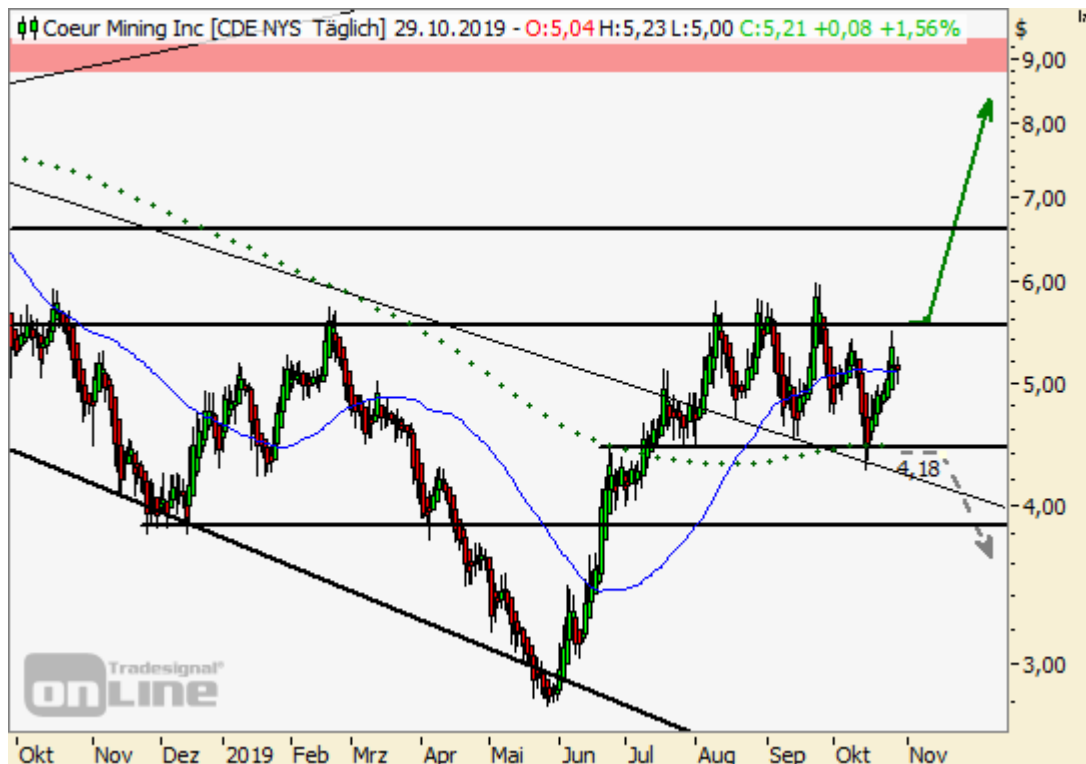 Coeur Mining Inc [CDE NYS Täglich] 29.10.2019 - O:5,04 H:5,23 L:5,00 C:5,21 +0,08 +1,56%
$
9,00
8,00
7,00
6,00
5,00
4,18
4,00
3,00
Tradesignal®
onLine
Okt Nov Dez 2019 Feb Mrz Apr Mai Jun Jul Aug Sep Okt Nov